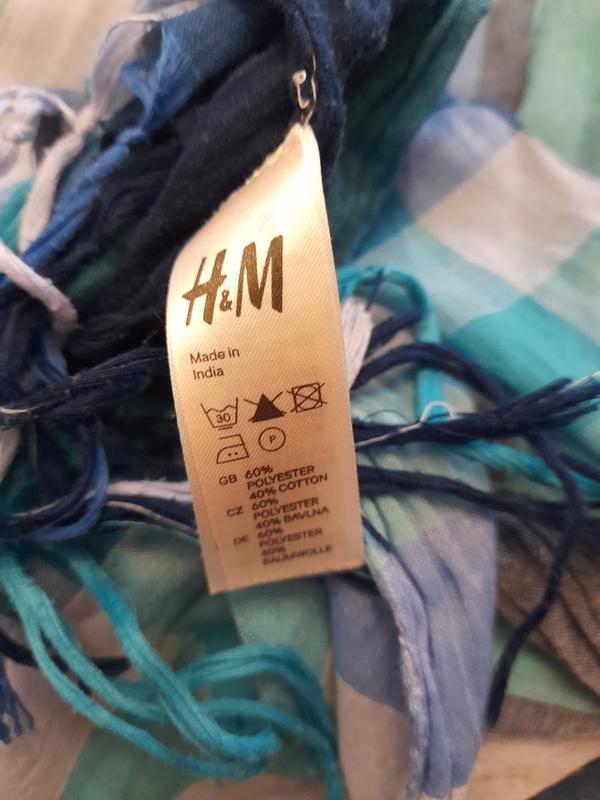 H&M
Made in
India
30
P
GB 60%
POLYESTER
40% COTTON
CZ 60%
POLYESTER
40% BAVLNA
DE 60%
POLYESTER
40%
BAUMWOLLE